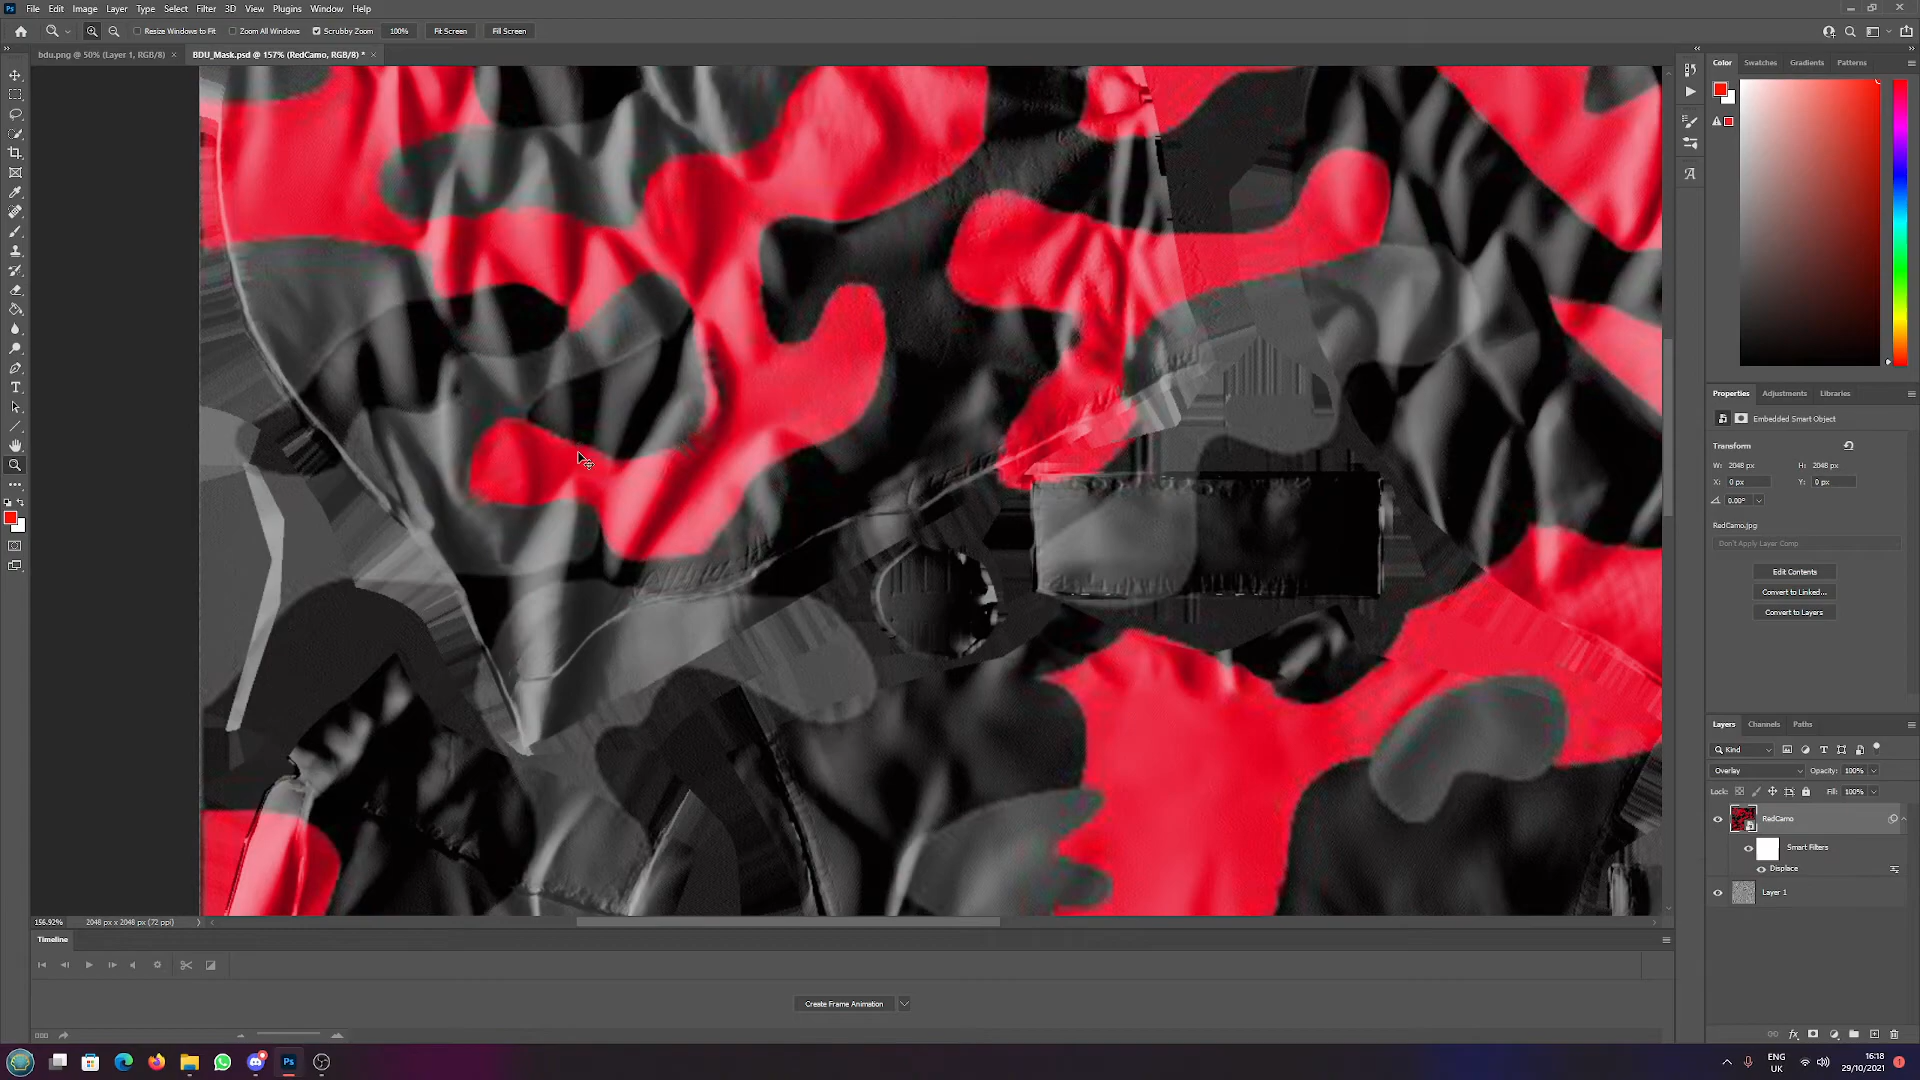 Ps File Edit Image Layer Type Select Filter 3D View Plugins Window Help
Resize Windows to Fit Zoom All Windows Scrubby Zoom 100% Fit Screen Fill Screen
bdu.png @ 50% (Layer 1, RGB/8) × BDU_Mask.psd @ 157% (RedCamo, RGB/8) * ×
Color Swatches Gradients Patterns
Properties Adjustments Libraries
Embedded Smart Object
Transform
W: 2048 px H: 2048 px
X: 0 px Y: 0 px
0.00°
RedCamo.jpg
Don't Apply Layer Comp
Edit Contents
Convert to Linked...
Convert to Layers
Layers Channels Paths
Kind
Overlay Opacity: 100%
Lock: Fill: 100%
RedCamo
Smart Filters
Displace
Layer 1
156.92% 2048 px x 2048 px (72 ppi)
Timeline
Create Frame Animation
Ps
ENG
UK
16:18
29/10/2021
1